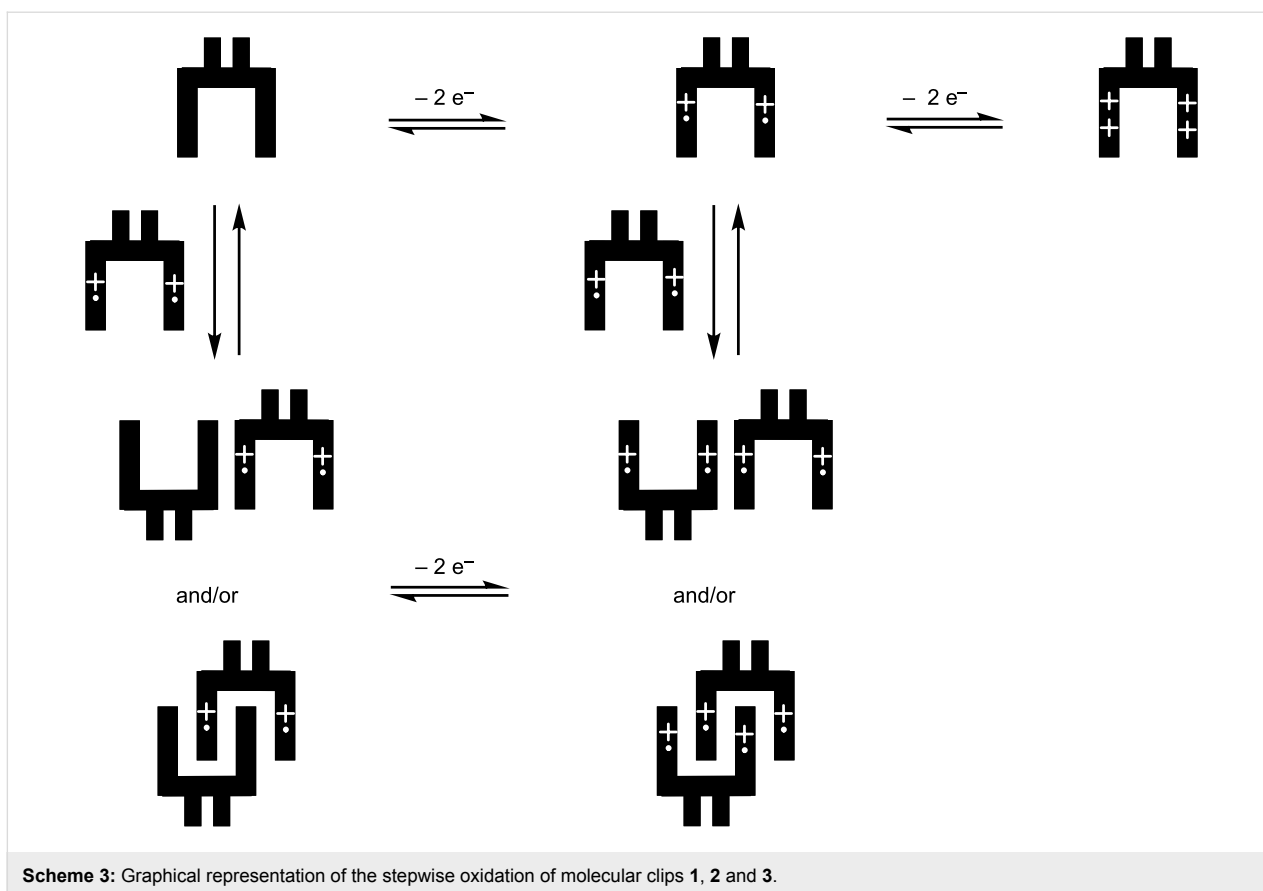 – 2 e⁻
– 2 e⁻
– 2 e⁻
and/or
and/or
Scheme 3: Graphical representation of the stepwise oxidation of molecular clips 1, 2 and 3.